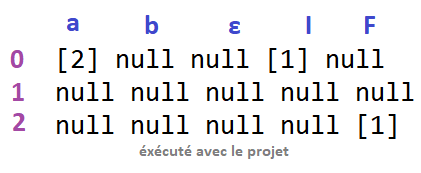 a b ε I F
0 [2] null null [1] null
1 null null null null null
2 null null null null [1]
éxécuté avec le projet